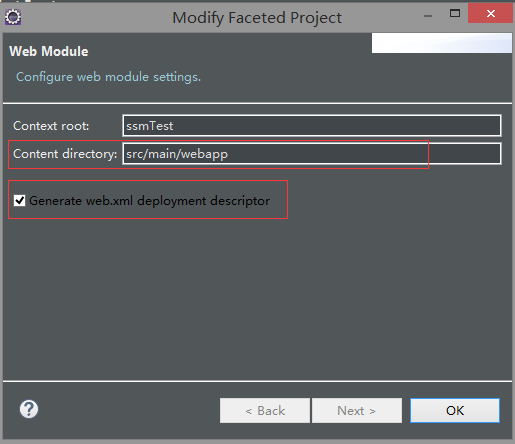 Modify Faceted Project
Web Module
Configure web module settings.
Context root: ssmTest
Content directory: src/main/webapp
Generate web.xml deployment descriptor
?
< Back Next > OK